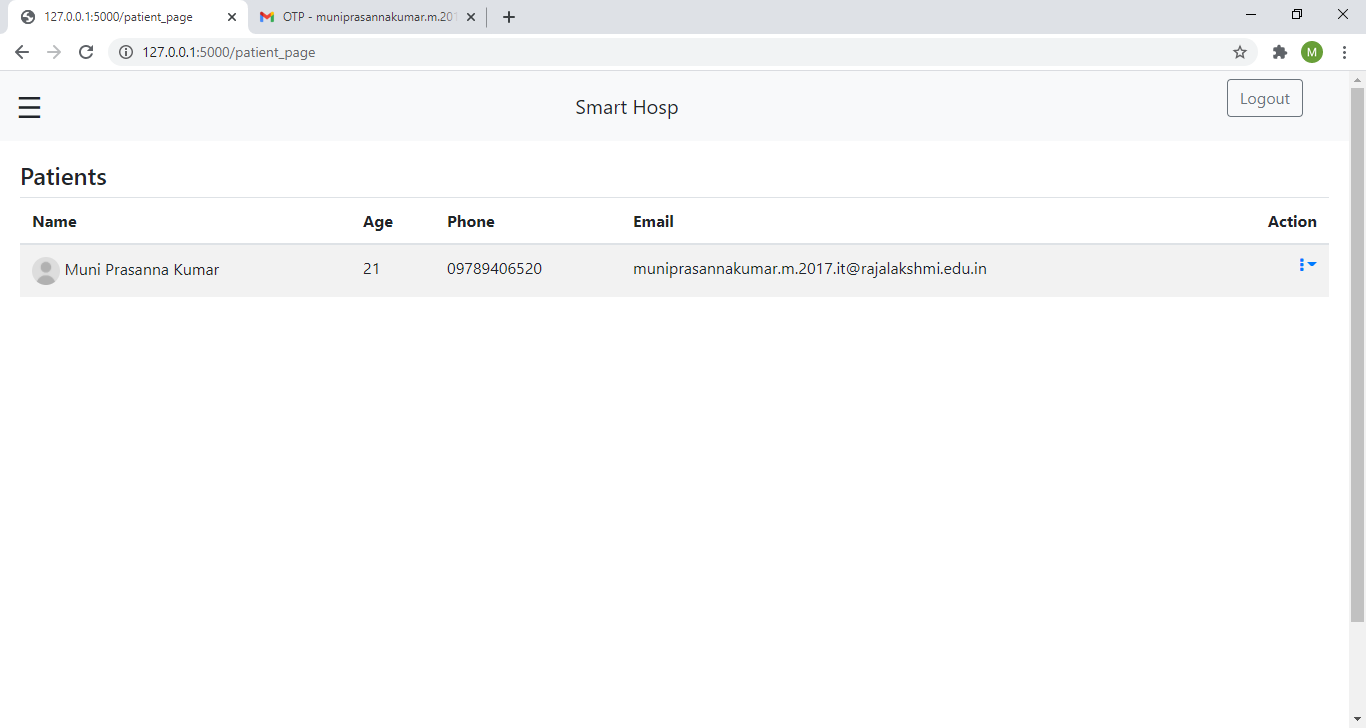 127.0.0.1:5000/patient_page
OTP - muniprasannakumar.m.201
127.0.0.1:5000/patient_page
M
Smart Hosp
Logout
Patients
Name Age Phone Email Action
Muni Prasanna Kumar 21 09789406520 muniprasannakumar.m.2017.it@rajalakshmi.edu.in